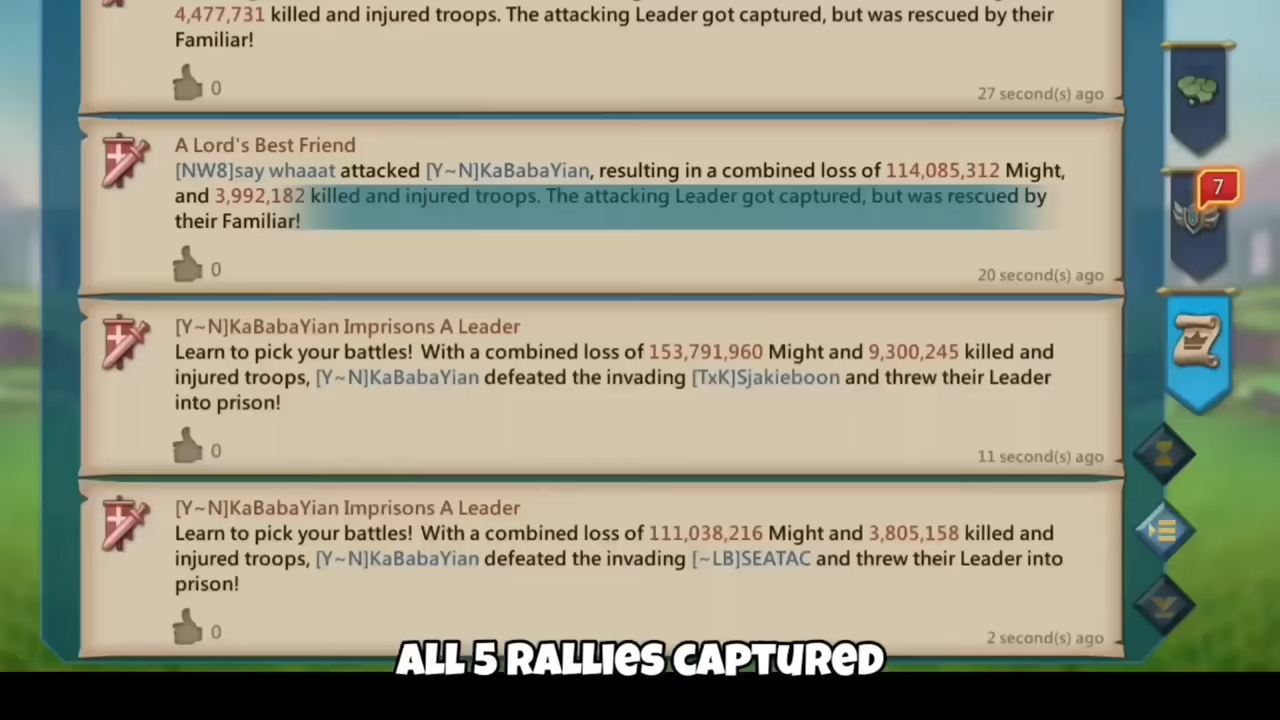 4,477,731 killed and injured troops. The attacking Leader got captured, but was rescued by their
Familiar!
0
27 second(s) ago
A Lord's Best Friend
[NW8]say whaaat attacked [Y~N]KaBabaYian, resulting in a combined loss of 114,085,312 Might,
and 3,992,182 killed and injured troops. The attacking Leader got captured, but was rescued by
their Familiar!
0
20 second(s) ago
7
[Y~N]KaBabaYian Imprisons A Leader
Learn to pick your battles! With a combined loss of 153,791,960 Might and 9,300,245 killed and
injured troops, [Y~N]KaBabaYian defeated the invading [TxK]Sjakieboon and threw their Leader
into prison!
0
11 second(s) ago
[Y~N]KaBabaYian Imprisons A Leader
Learn to pick your battles! With a combined loss of 111,038,216 Might and 3,805,158 killed and
injured troops, [Y~N]KaBabaYian defeated the invading [~LB]SEATAC and threw their Leader into
prison!
0
2 second(s) ago
ALL 5 RALLIES CAPTURED